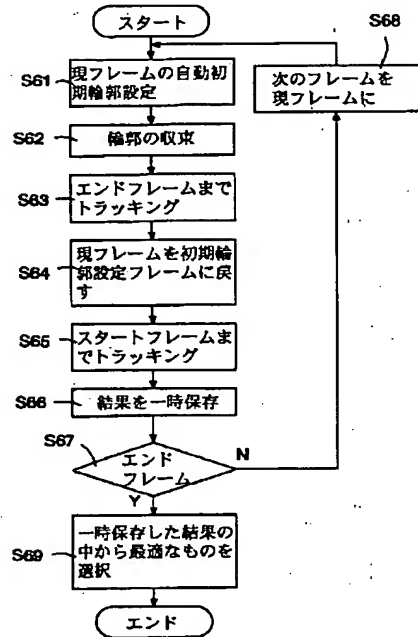 スタート
S68
S61
現フレームの自動初
期輪郭設定
次のフレームを
現フレームに
S62
輪郭の収束
S63
エンドフレームまで
トラッキング
S64
現フレームを初期輪
郭設定フレームに戻
す
S65
スタートフレームま
でトラッキング
S66
結果を一時保存
S67
エンド
フレーム
N
Y
S69
一時保存した結果の
中から最適なものを
選択
エンド